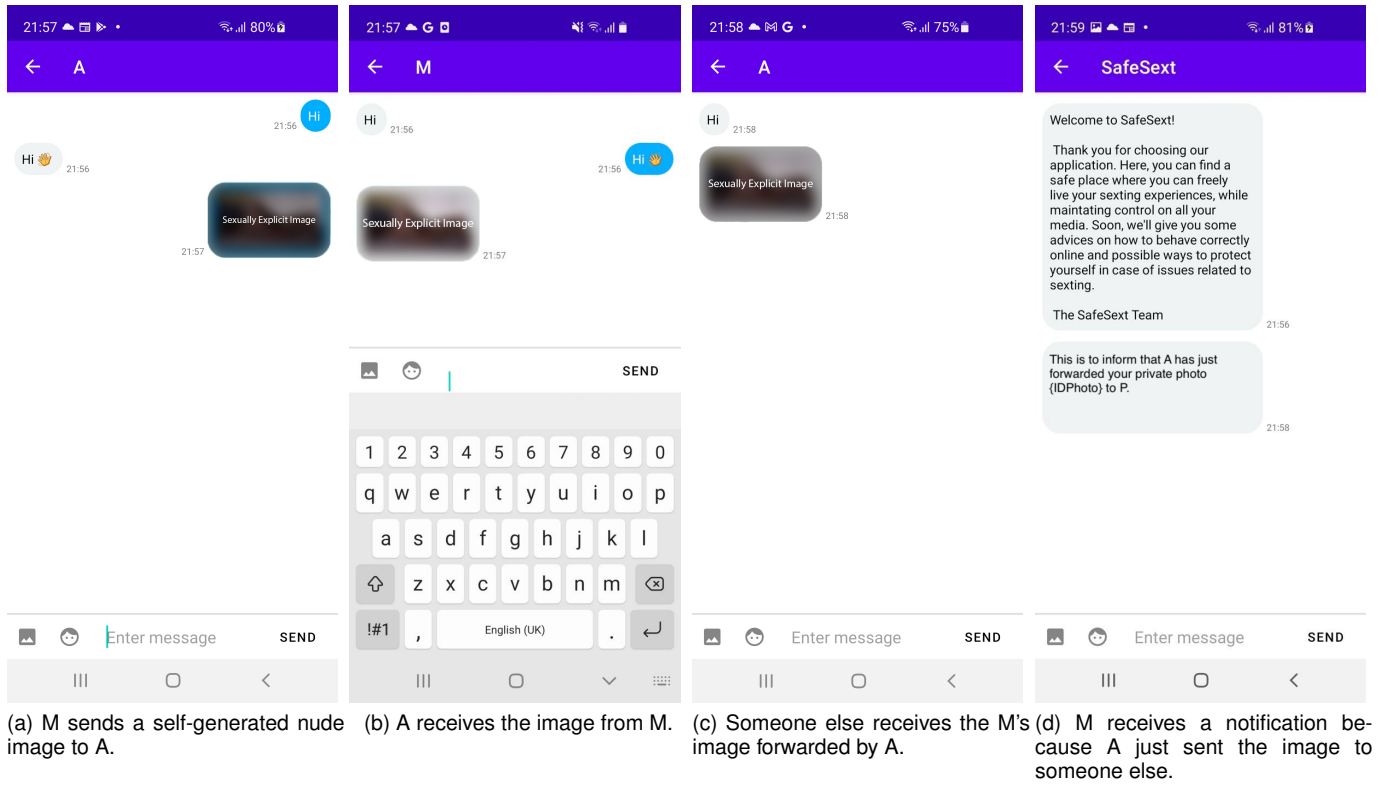 21:57
80%
A
Hi
21:56
Hi 👋
21:56
Sexually Explicit Image
21:57
Enter message
SEND
(a) M sends a self-generated nude
image to A.
21:57 G
M
Hi
21:56
Hi 👋
21:56
Sexually Explicit Image
21:57
SEND
1 2 3 4 5 6 7 8 9 0
q w e r t y u i o p
a s d f g h j k l
z x c v b n m
!#1 , English (UK) .
(b) A receives the image from M.
21:58 M G
75%
A
Hi
21:58
Sexually Explicit Image
21:58
Enter message
SEND
(c) Someone else receives the M's
image forwarded by A.
21:59
81%
SafeSext
Welcome to SafeSext!
Thank you for choosing our
application. Here, you can find a
safe place where you can freely
live your sexting experiences, while
maintating control on all your
media. Soon, we'll give you some
advices on how to behave correctly
online and possible ways to protect
yourself in case of issues related to
sexting.
The SafeSext Team
21:56
This is to inform that A has just
forwarded your private photo
{IDPhoto} to P.
21:58
Enter message
SEND
(d) M receives a notification be-
cause A just sent the image to
someone else.